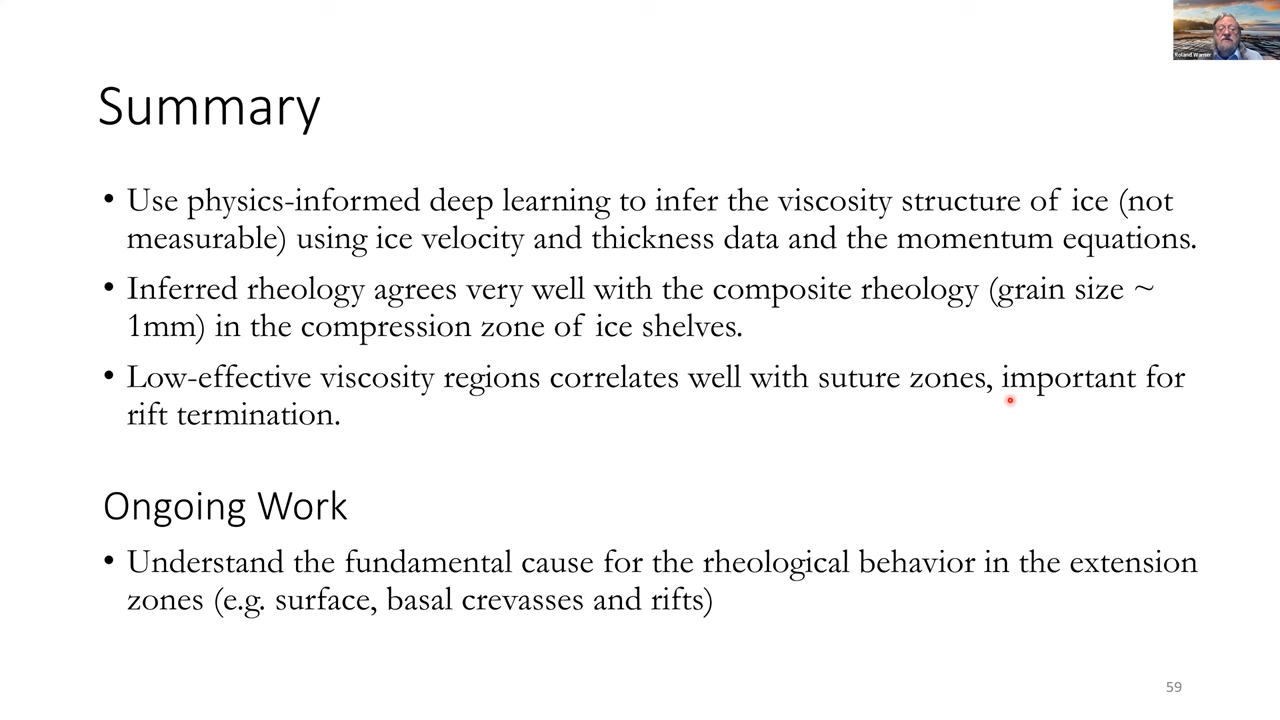 Roland Warner
Summary
• Use physics-informed deep learning to infer the viscosity structure of ice (not
measurable) using ice velocity and thickness data and the momentum equations.
• Inferred rheology agrees very well with the composite rheology (grain size ~
1mm) in the compression zone of ice shelves.
• Low-effective viscosity regions correlates well with suture zones, important for
rift termination.
Ongoing Work
• Understand the fundamental cause for the rheological behavior in the extension
zones (e.g. surface, basal crevasses and rifts)
59